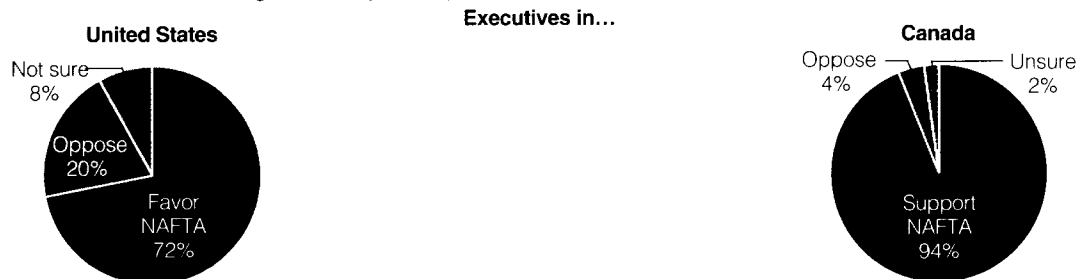 Executives in...
United States
Not sure
8%
Oppose
20%
Favor
NAFTA
72%
Canada
Oppose
4%
Unsure
2%
Support
NAFTA
94%